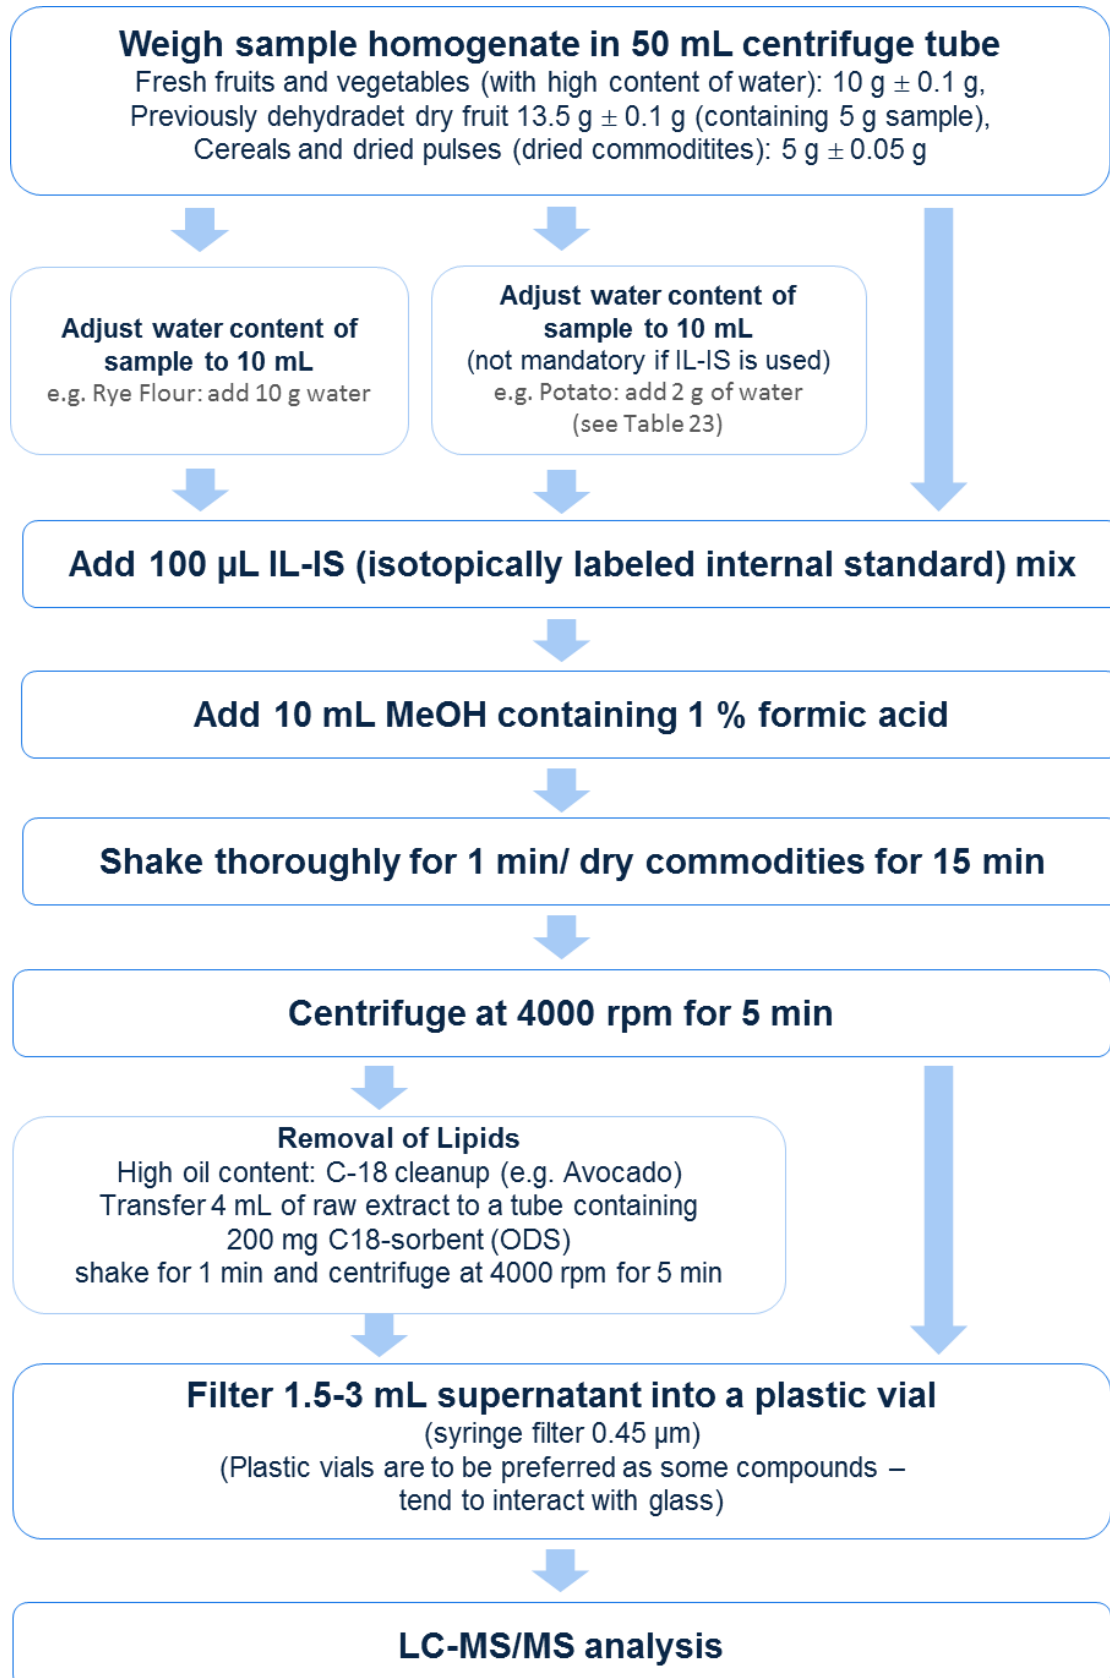 Weigh sample homogenate in 50 mL centrifuge tube
Fresh fruits and vegetables (with high content of water): 10 g ± 0.1 g,
Previously dehydradet dry fruit 13.5 g ± 0.1 g (containing 5 g sample),
Cereals and dried pulses (dried commoditites): 5 g ± 0.05 g
Adjust water content of
sample to 10 mL
e.g. Rye Flour: add 10 g water
Adjust water content of
sample to 10 mL
(not mandatory if IL-IS is used)
e.g. Potato: add 2 g of water
(see Table 23)
Add 100 µL IL-IS (isotopically labeled internal standard) mix
Add 10 mL MeOH containing 1 % formic acid
Shake thoroughly for 1 min/ dry commodities for 15 min
Centrifuge at 4000 rpm for 5 min
Removal of Lipids
High oil content: C-18 cleanup (e.g. Avocado)
Transfer 4 mL of raw extract to a tube containing
200 mg C18-sorbent (ODS)
shake for 1 min and centrifuge at 4000 rpm for 5 min
Filter 1.5-3 mL supernatant into a plastic vial
(syringe filter 0.45 µm)
(Plastic vials are to be preferred as some compounds –
tend to interact with glass)
LC-MS/MS analysis